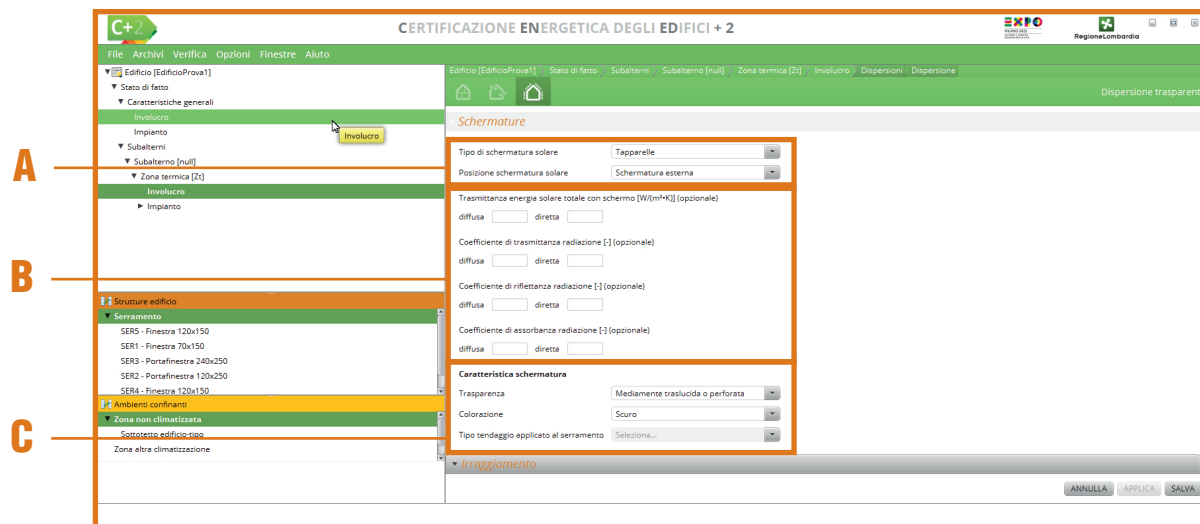 C+2
CERTIFICAZIONE ENERGETICA DEGLI EDIFICI + 2
EXPO
MILANO 2015
RegioneLombardia
File Archivi Verifica Opzioni Finestre Aiuto
Edificio [EdificioProva1] Stato di fatto Subalterni Subalterno [null] Zona termica [Zt] Involucro Dispersioni Dispersione
Dispersione trasparent
Edificio [EdificioProva1]
Stato di fatto
Caratteristiche generali
Involucro
Involucro
Impianto
Subalterni
Subalterno [null]
Zona termica [Zt]
Involucro
Impianto
Strutture edificio
Serramento
SER5 - Finestra 120x150
SER1 - Finestra 70x150
SER3 - Portafinestra 240x250
SER2 - Portafinestra 120x250
SER4 - Finestra 120x150
Ambienti confinanti
Zona non climatizzata
Sottotetto edificio-tipo
Zona altra climatizzazione
Schermature
A
Tipo di schermatura solare Tapparelle
Posizione schermatura solare Schermatura esterna
B
Trasmittanza energia solare totale con schermo [W/(m²•K)] (opzionale)
diffusa diretta
Coefficiente di trasmittanza radiazione [-] (opzionale)
diffusa diretta
Coefficiente di riflettanza radiazione [-] (opzionale)
diffusa diretta
Coefficiente di assorbanza radiazione [-] (opzionale)
diffusa diretta
C
Caratteristica schermatura
Trasparenza Mediamente traslucida o perforata
Colorazione Scuro
Tipo tendaggio applicato al serramento Seleziona...
Irraggiamento
ANNULLA APPLICA SALVA